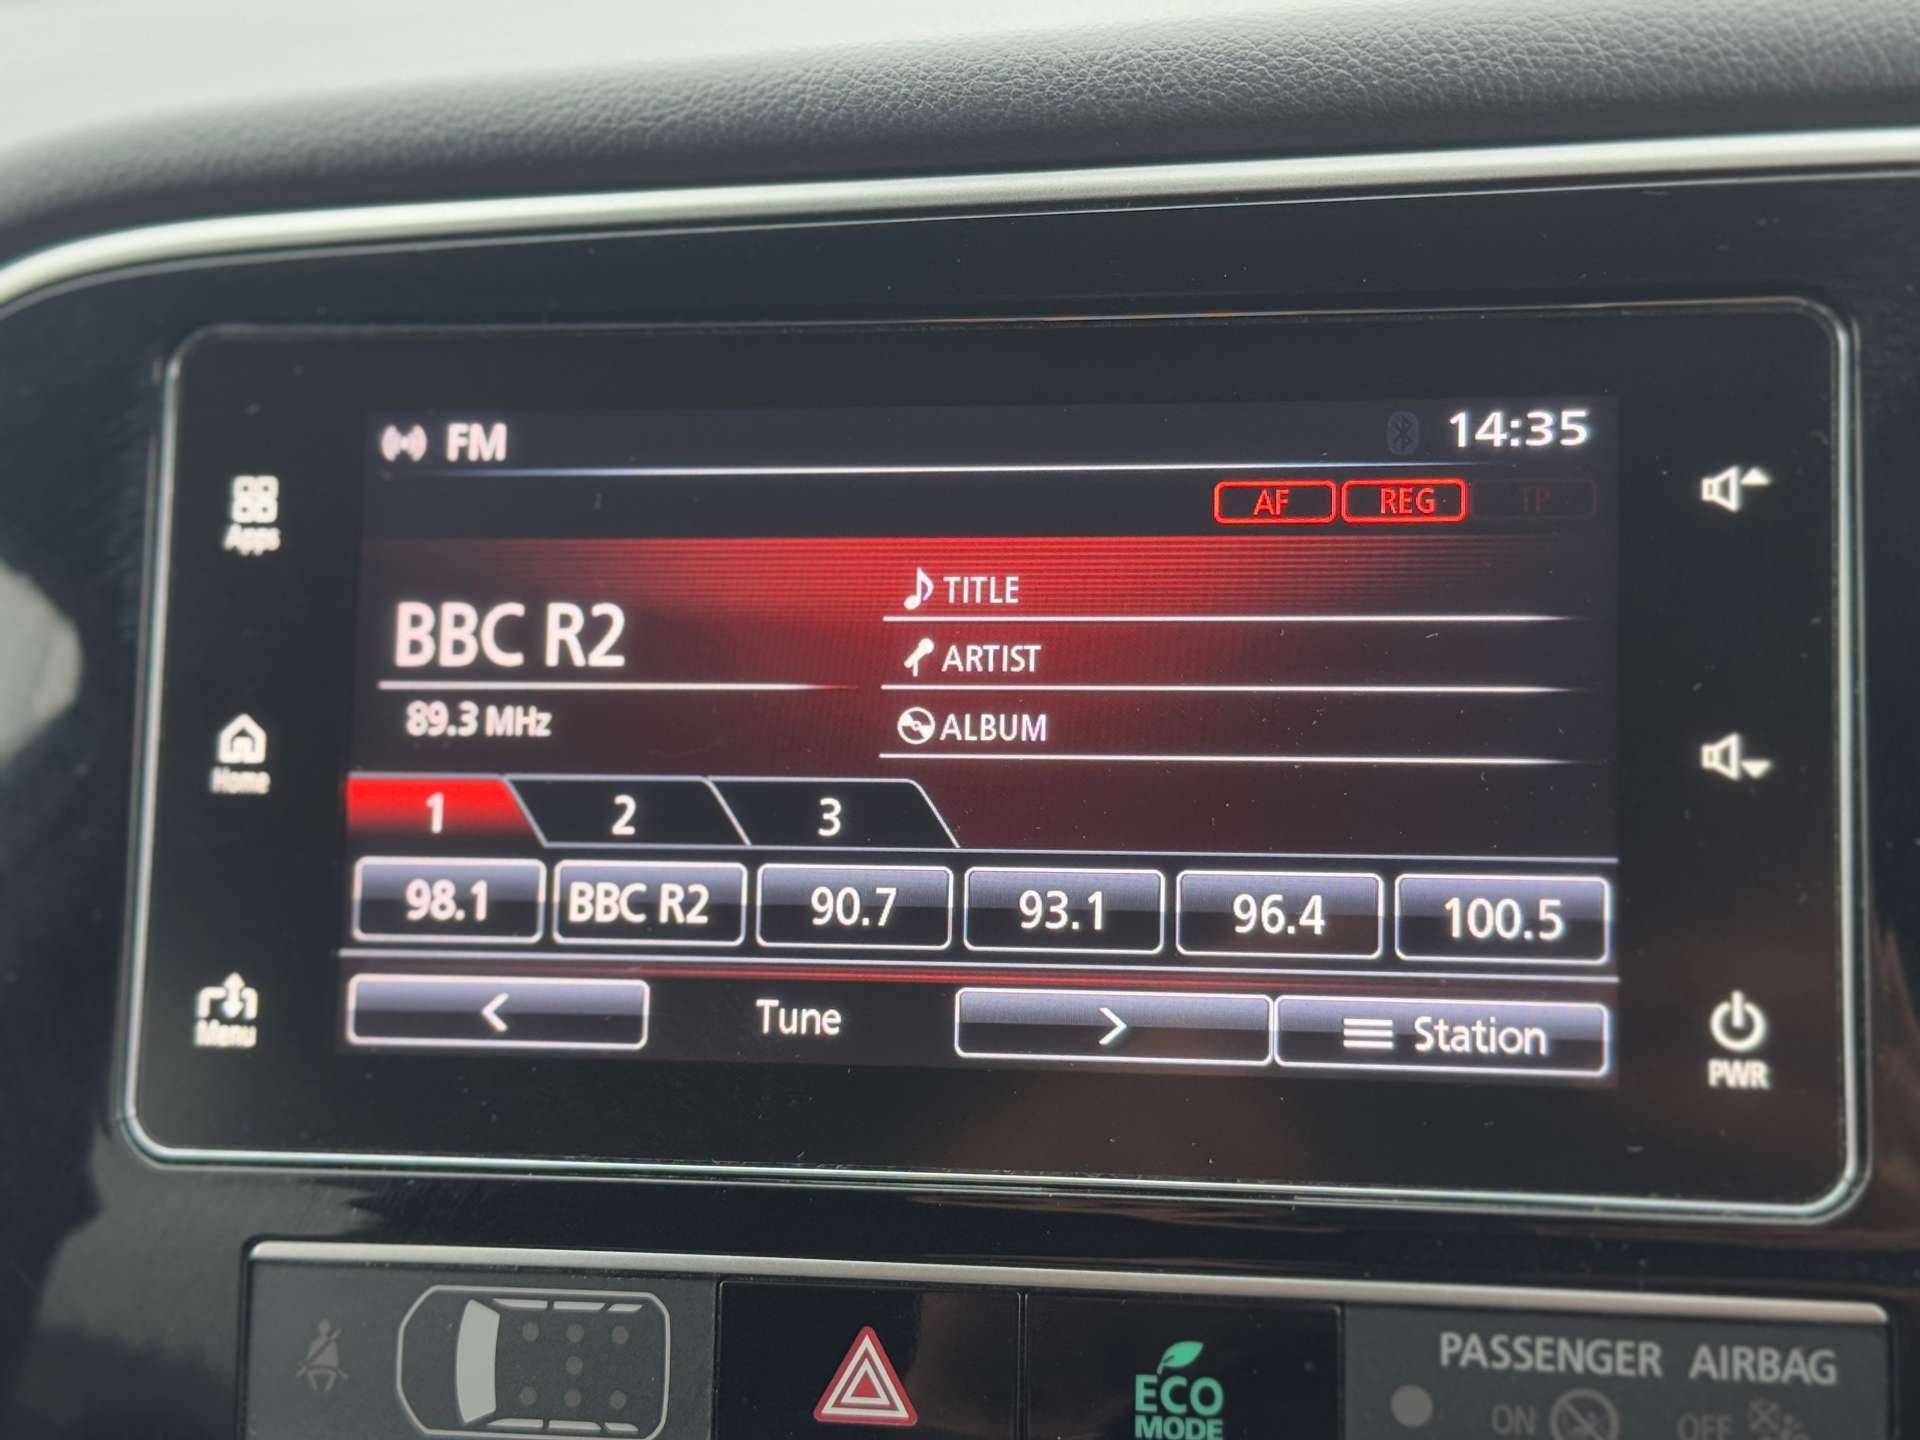 FM
14:35
AF REG TP
Apps
TITLE
BBC R2
ARTIST
89.3 MHz
ALBUM
Home
1 2 3
98.1 BBC R2 90.7 93.1 96.4 100.5
Menu
< Tune > Station
PWR
PASSENGER AIRBAG
ECO
MODE
ON OFF